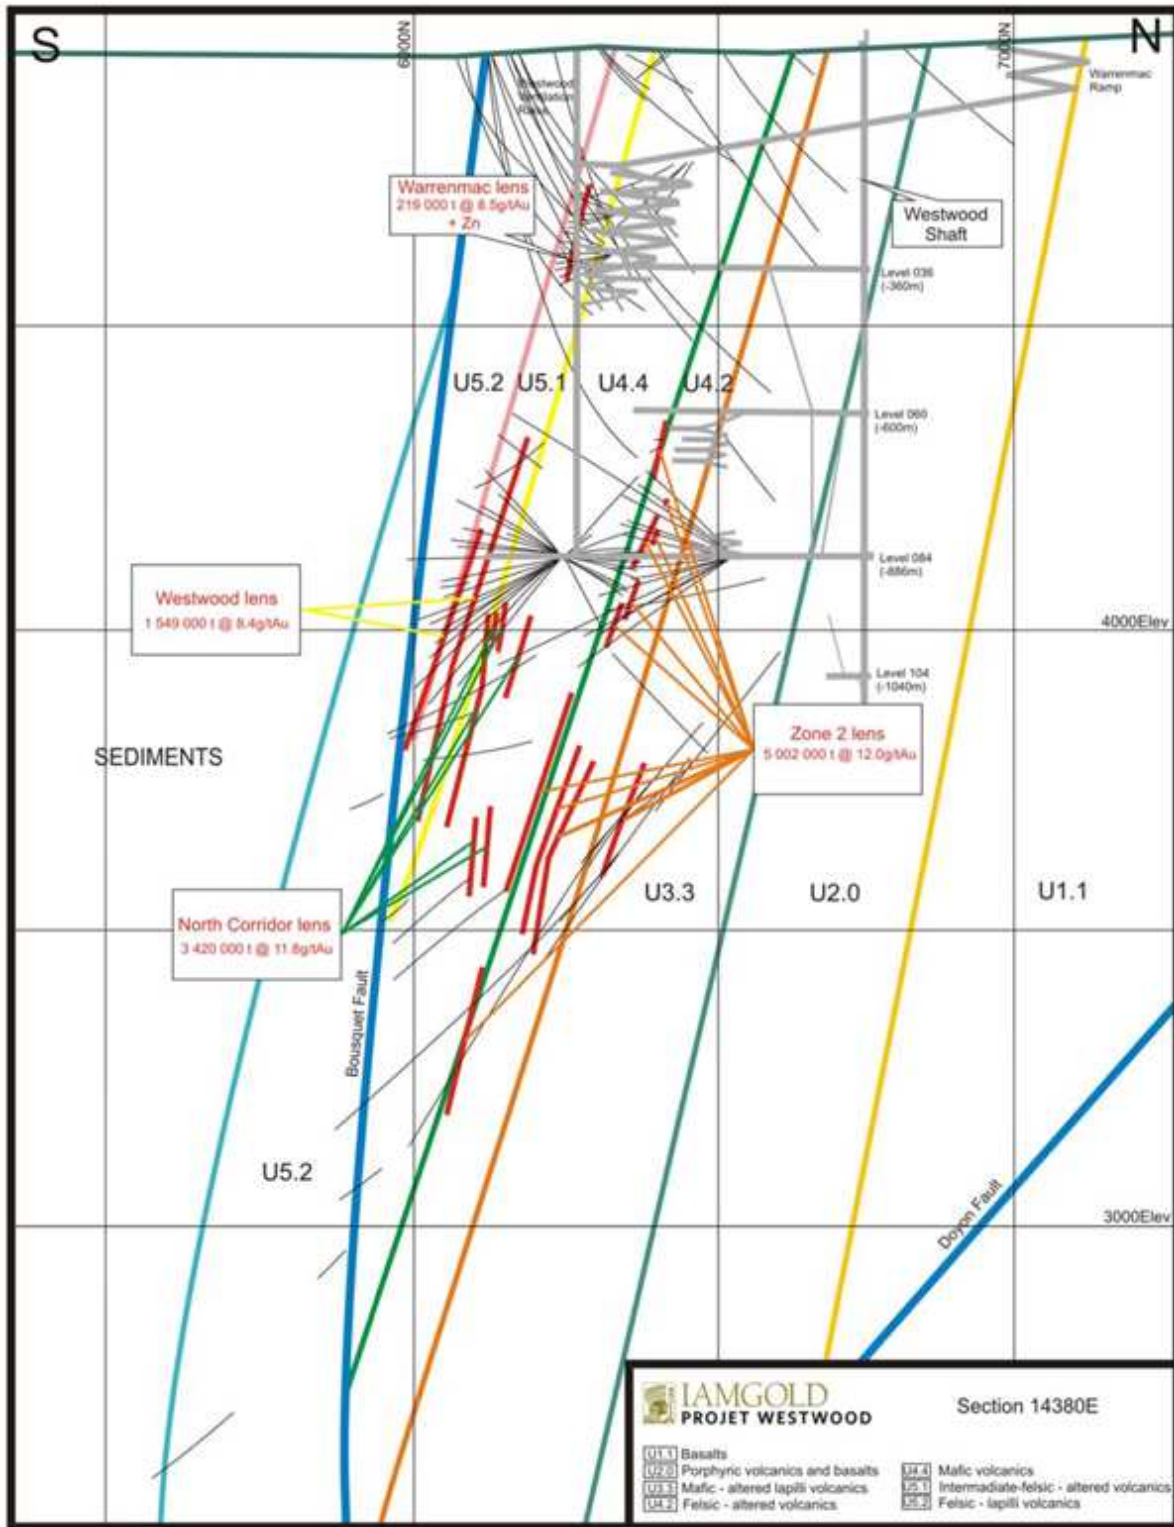 S
N
6000N
7000N
Westwood
Ventilation
Raise
Warrenmac
Ramp
Warrenmac lens
219 000 t @ 8.5g/tAu
+ Zn
Westwood
Shaft
Level 036
(-360m)
U5.2
U5.1
U4.4
U4.2
Level 060
(-600m)
Level 084
(-886m)
Westwood lens
1 549 000 t @ 8.4g/tAu
4000Elev
Level 104
(-1040m)
Zone 2 lens
5 002 000 t @ 12.0g/tAu
SEDIMENTS
U3.3
U2.0
U1.1
North Corridor lens
3 420 000 t @ 11.8g/tAu
Bousquet Fault
U5.2
Doyon Fault
3000Elev
IAMGOLD
PROJET WESTWOOD
Section 14380E
U1.1 Basalts
U2.0 Porphyric volcanics and basalts
U3.3 Mafic - altered lapilli volcanics
U4.2 Felsic - altered volcanics
U4.4 Mafic volcanics
U5.1 Intermadiate-felsic - altered volcanics
U5.2 Felsic - lapilli volcanics